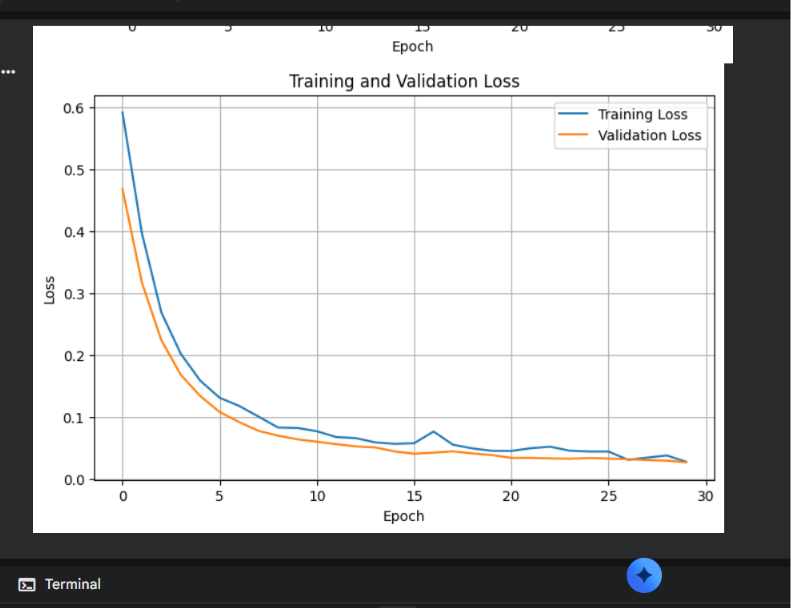 0 5 10 15 20 25 30
Epoch
Training and Validation Loss
Training Loss
Validation Loss
0.6
0.5
0.4
0.3
0.2
0.1
0.0
Loss
0 5 10 15 20 25 30
Epoch
Terminal